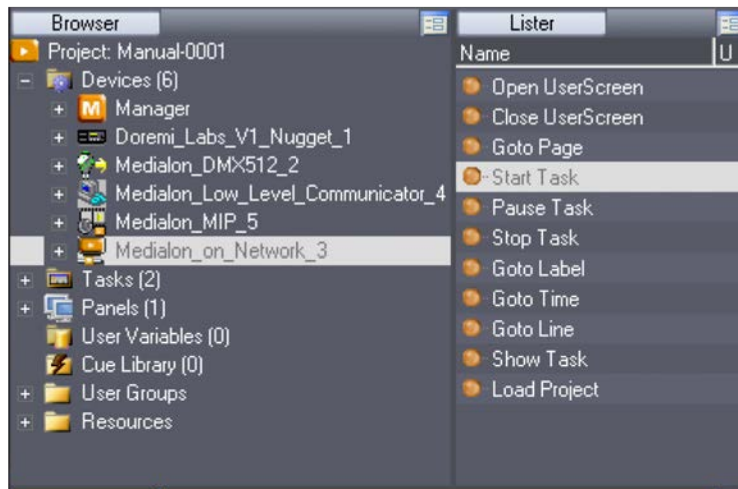 Browser
Project: Manual-0001
Devices (6)
Manager
Doremi_Labs_V1_Nugget_1
Medialon_DMX512_2
Medialon_Low_Level_Communicator_4
Medialon_MIP_5
Medialon_on_Network_3
Tasks (2)
Panels (1)
User Variables (0)
Cue Library (0)
User Groups
Resources
Lister
Name U
Open UserScreen
Close UserScreen
Goto Page
Start Task
Pause Task
Stop Task
Goto Label
Goto Time
Goto Line
Show Task
Load Project